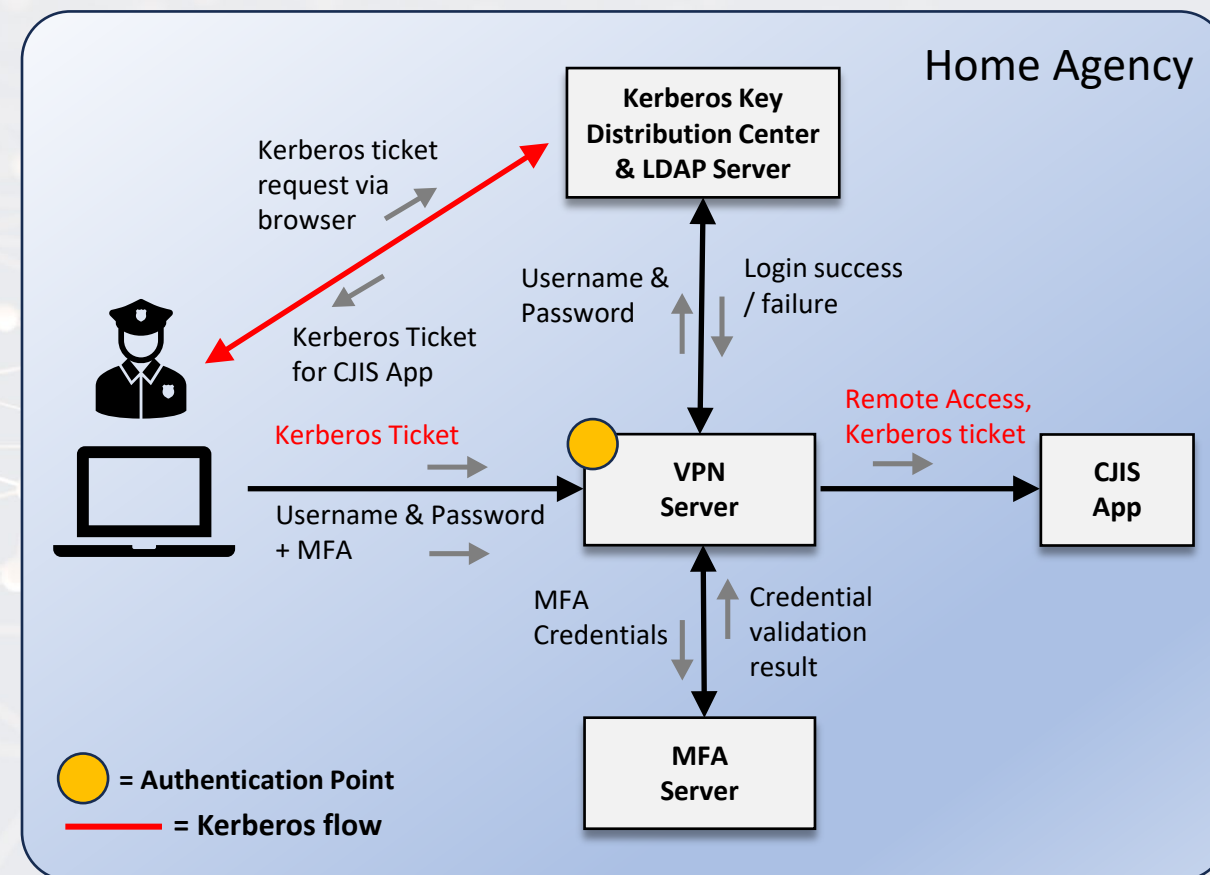 Home Agency
Kerberos Key
Distribution Center
& LDAP Server
Kerberos ticket
request via
browser
Username &
Password
Login success
/ failure
Kerberos Ticket
for CJIS App
Kerberos Ticket
Remote Access,
Kerberos ticket
VPN
Server
CJIS
App
Username & Password
+ MFA
MFA
Credentials
Credential
validation
result
MFA
Server
= Authentication Point
= Kerberos flow